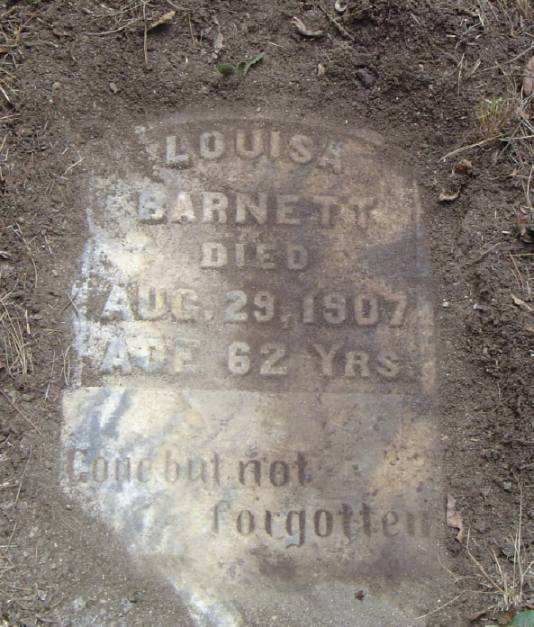 LOUISA
BARNETT
DIED
AUG. 29, 1907
AGE 62 YRS
Gone but not
forgotten